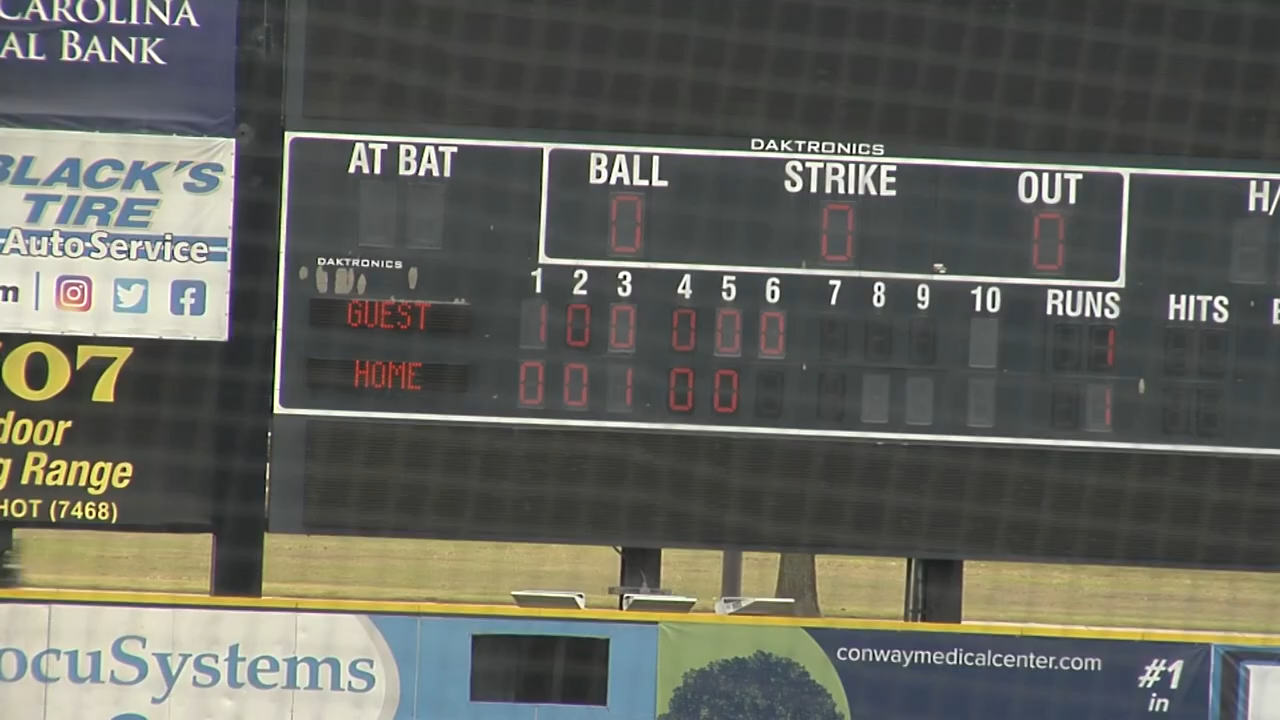 CAROLINA
AL BANK
BLACK'S
TIRE
Auto Service
m
07
door
g Range
HOT (7468)
DAKTRONICS
AT BAT BALL STRIKE OUT H/
0 0 0
DAKTRONICS
1 2 3 4 5 6 7 8 9 10 RUNS HITS E
GUEST 1 0 0 0 0 0 1
HOME 0 0 1 0 0 1
ocuSystems
conwaymedicalcenter.com
#1
in